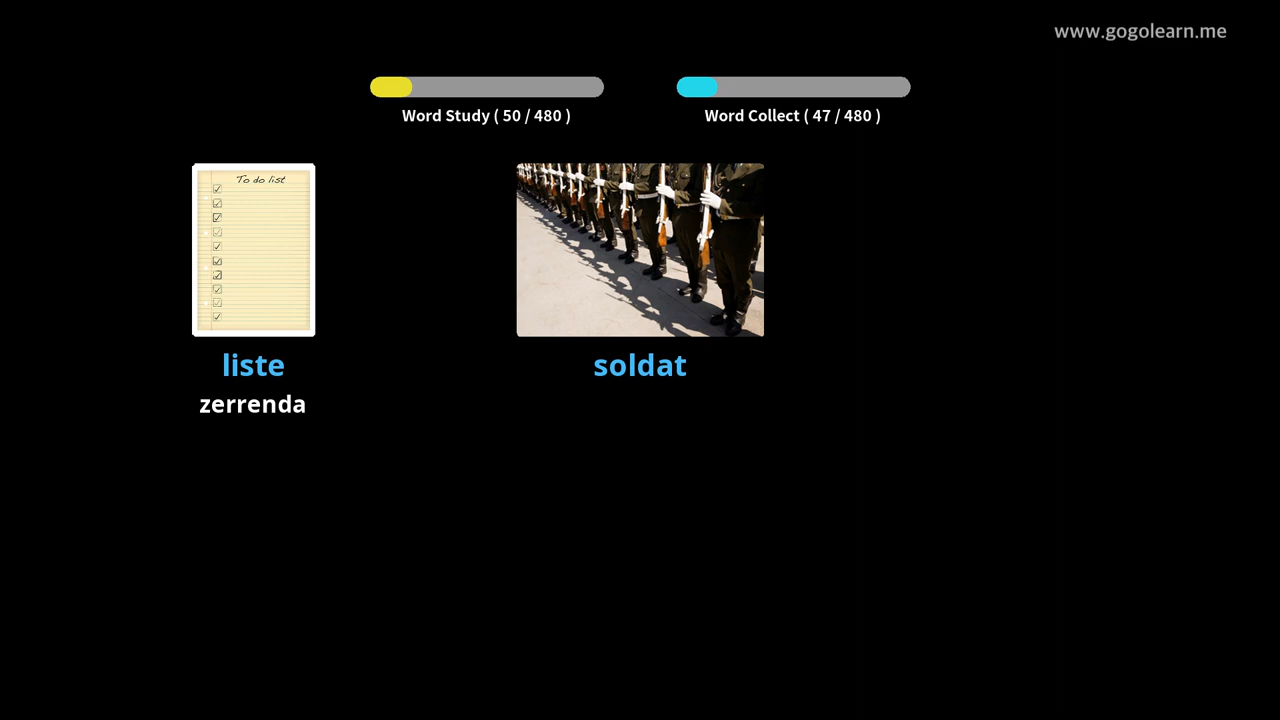 www.gogolearn.me
Word Study ( 50 / 480 )
Word Collect ( 47 / 480 )
To do list
liste
soldat
zerrenda